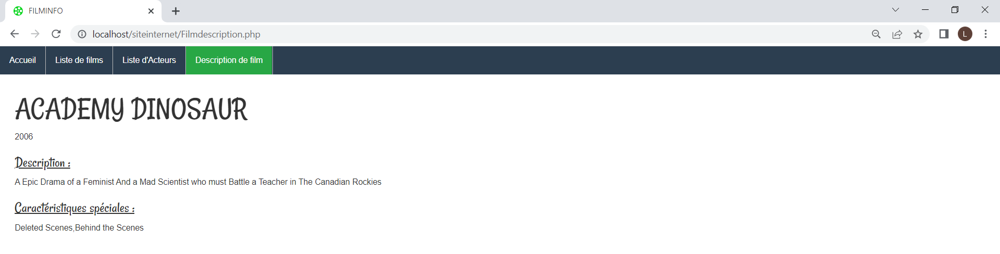 FILMINFO
localhost/siteinternet/Filmdescription.php
L
Accueil
Liste de films
Liste d'Acteurs
Description de film
ACADEMY DINOSAUR
2006
Description :
A Epic Drama of a Feminist And a Mad Scientist who must Battle a Teacher in The Canadian Rockies
Caractéristiques spéciales :
Deleted Scenes,Behind the Scenes